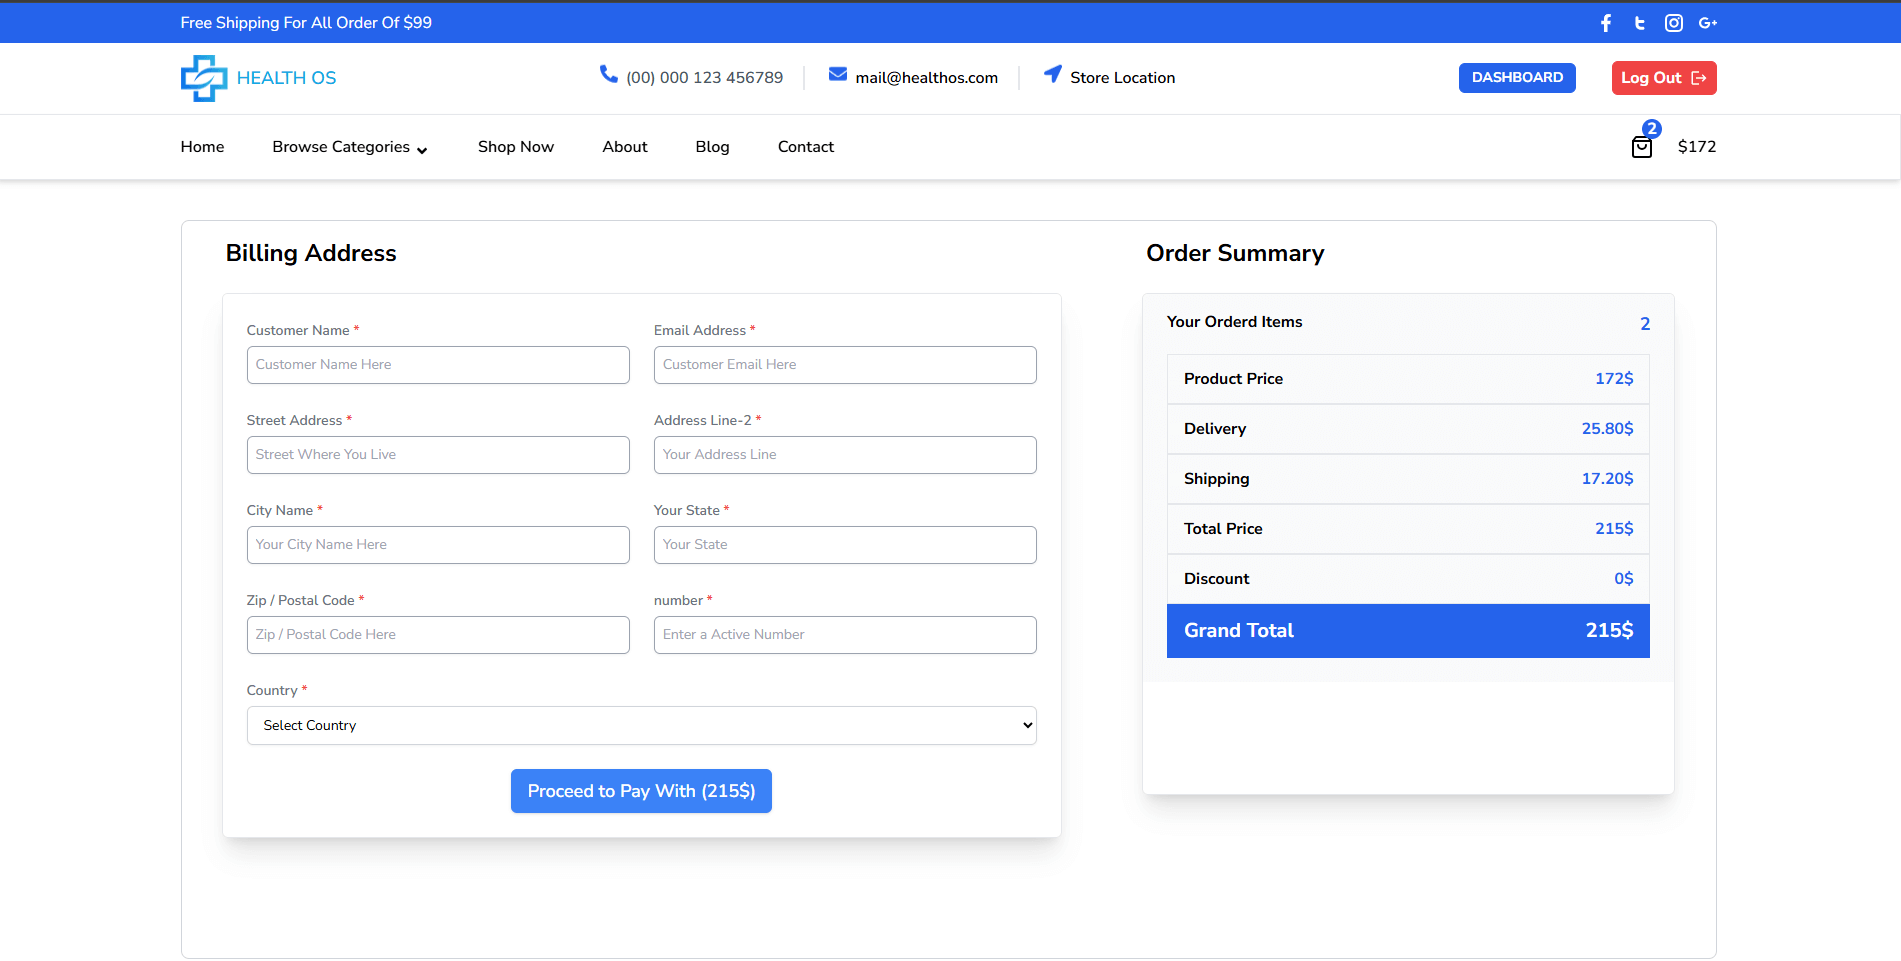 Free Shipping For All Order Of $99
HEALTH OS
(00) 000 123 456789
mail@healthos.com
Store Location
DASHBOARD
Log Out
Home
Browse Categories
Shop Now
About
Blog
Contact
2
$172
Billing Address
Customer Name *
Email Address *
Customer Name Here
Customer Email Here
Street Address *
Address Line-2 *
Street Where You Live
Your Address Line
City Name *
Your State *
Your City Name Here
Your State
Zip / Postal Code *
number *
Zip / Postal Code Here
Enter a Active Number
Country *
Select Country
Proceed to Pay With (215$)
Order Summary
Your Orderd Items 2
Product Price 172$
Delivery 25.80$
Shipping 17.20$
Total Price 215$
Discount 0$
Grand Total 215$